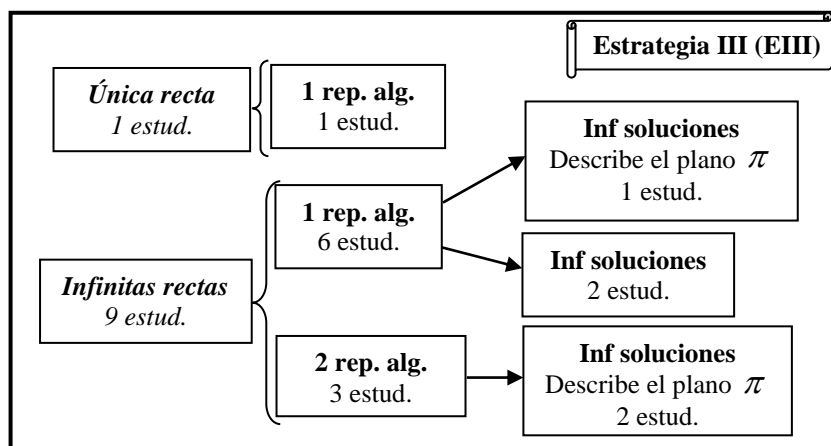 Estrategia III (EIII)
Única recta
1 estud.
1 rep. alg.
1 estud.
Infinitas rectas
9 estud.
1 rep. alg.
6 estud.
Inf soluciones
Describe el plano π
1 estud.
Inf soluciones
2 estud.
2 rep. alg.
3 estud.
Inf soluciones
Describe el plano π
2 estud.